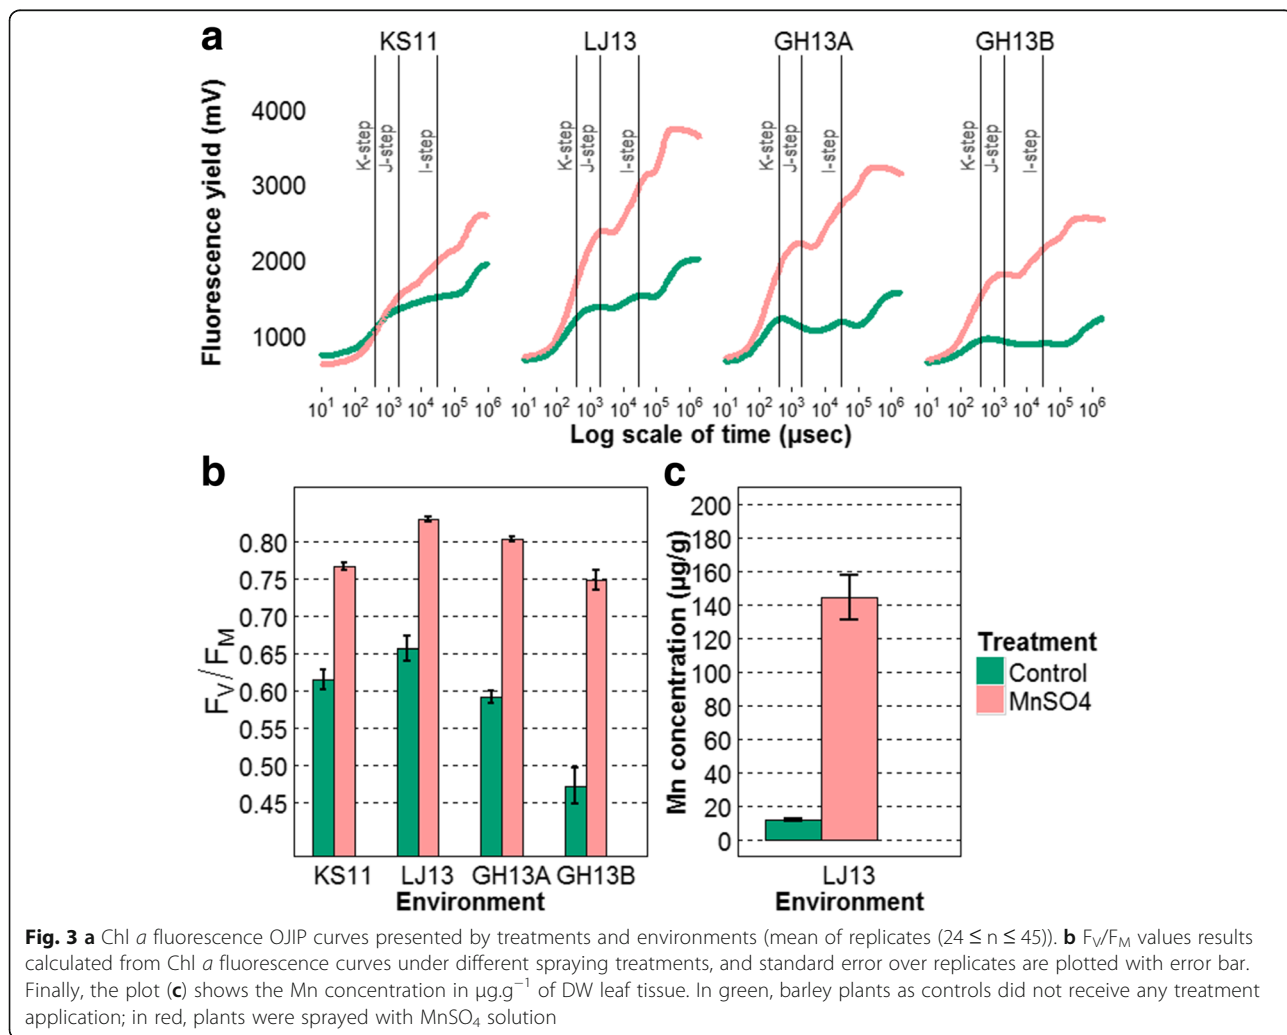 a
KS11 LJ13 GH13A GH13B
Fluorescence yield (mV)
4000
3000
2000
1000
K-step J-step I-step K-step J-step I-step K-step J-step I-step K-step J-step I-step
10¹ 10² 10³ 10⁴ 10⁵ 10⁶ 10¹ 10² 10³ 10⁴ 10⁵ 10⁶ 10¹ 10² 10³ 10⁴ 10⁵ 10⁶ 10¹ 10² 10³ 10⁴ 10⁵ 10⁶
Log scale of time (µsec)
b
F_V/F_M
0.80
0.75
0.70
0.65
0.60
0.55
0.50
0.45
KS11 LJ13 GH13A GH13B
Environment
c
Mn concentration (µg/g)
200
180
160
140
120
100
80
60
40
20
0
LJ13
Environment
Treatment
Control
MnSO4
Fig. 3 a Chl a fluorescence OJIP curves presented by treatments and environments (mean of replicates (24 ≤ n ≤ 45)). b F_V/F_M values results
calculated from Chl a fluorescence curves under different spraying treatments, and standard error over replicates are plotted with error bar.
Finally, the plot (c) shows the Mn concentration in µg.g⁻¹ of DW leaf tissue. In green, barley plants as controls did not receive any treatment
application; in red, plants were sprayed with MnSO₄ solution